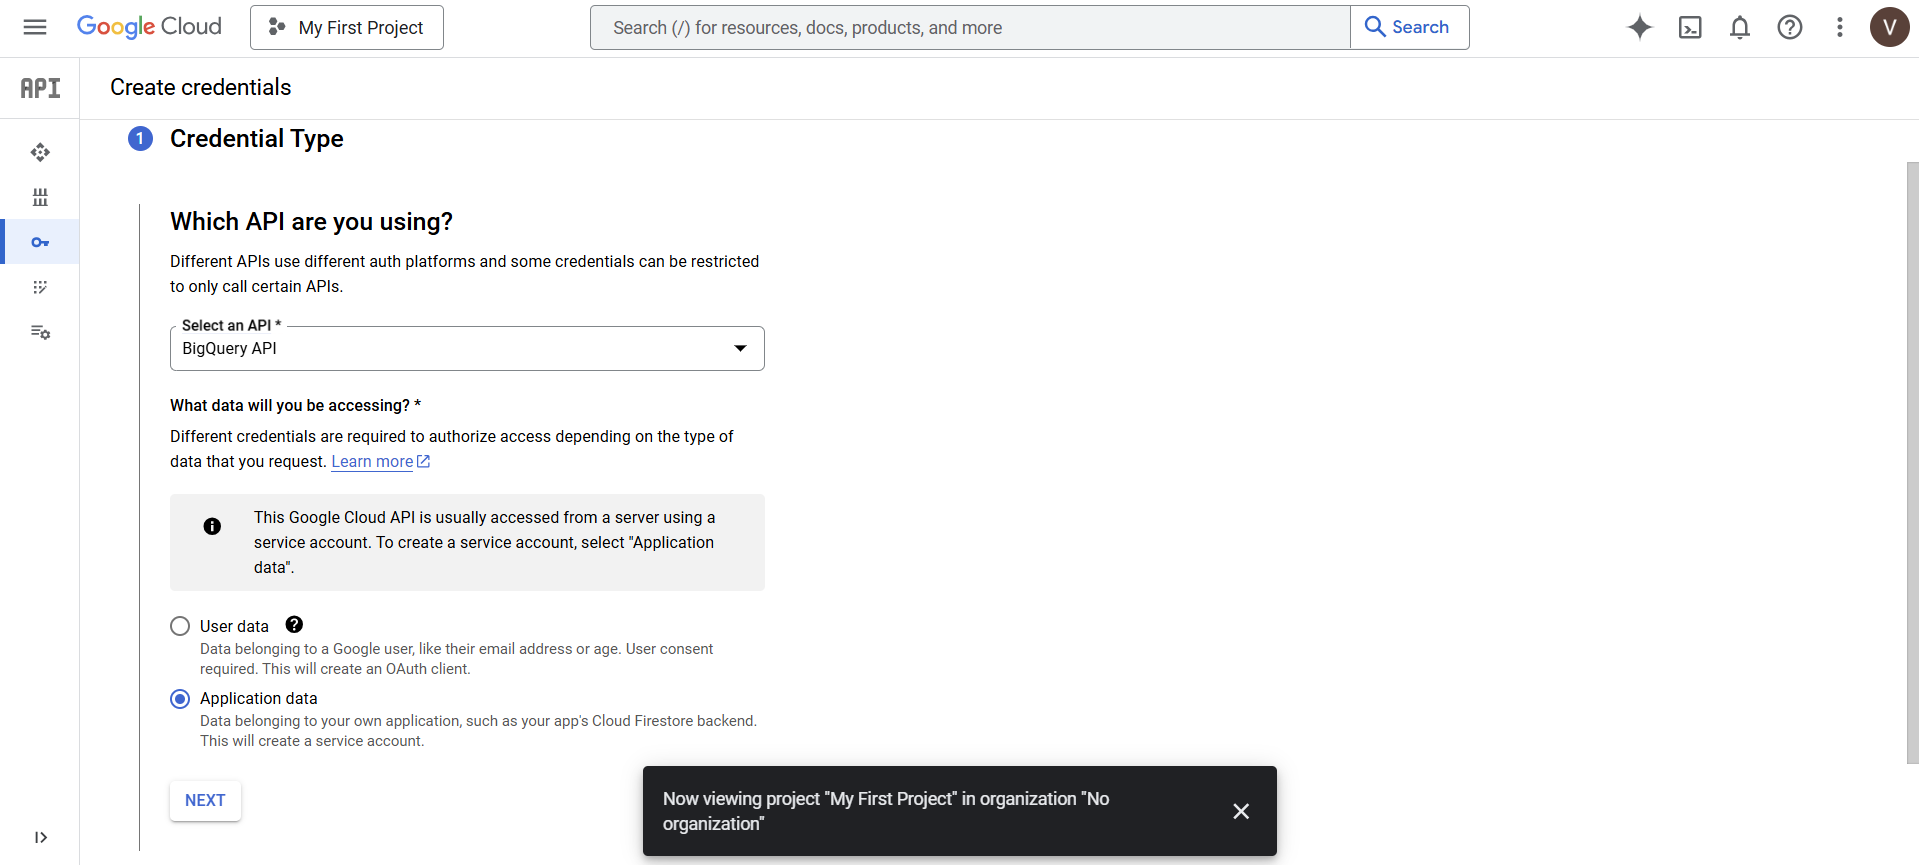 Google Cloud
My First Project
Search (/) for resources, docs, products, and more
Search
V
API
Create credentials
1 Credential Type
Which API are you using?
Different APIs use different auth platforms and some credentials can be restricted
to only call certain APIs.
Select an API *
BigQuery API
What data will you be accessing? *
Different credentials are required to authorize access depending on the type of
data that you request. Learn more
This Google Cloud API is usually accessed from a server using a
service account. To create a service account, select "Application
data".
User data
Data belonging to a Google user, like their email address or age. User consent
required. This will create an OAuth client.
Application data
Data belonging to your own application, such as your app's Cloud Firestore backend.
This will create a service account.
NEXT
Now viewing project "My First Project" in organization "No
organization"